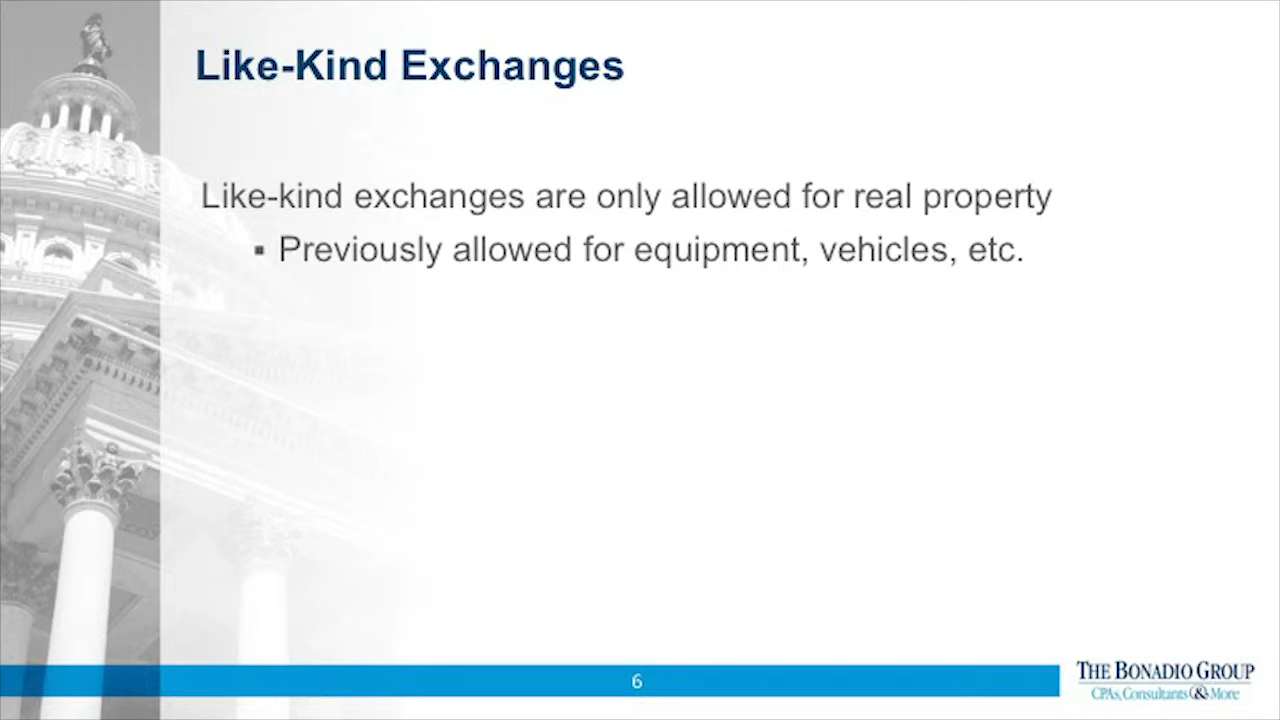 Like-Kind Exchanges
Like-kind exchanges are only allowed for real property
▪ Previously allowed for equipment, vehicles, etc.
6
THE BONADIO GROUP
CPAs, Consultants & More